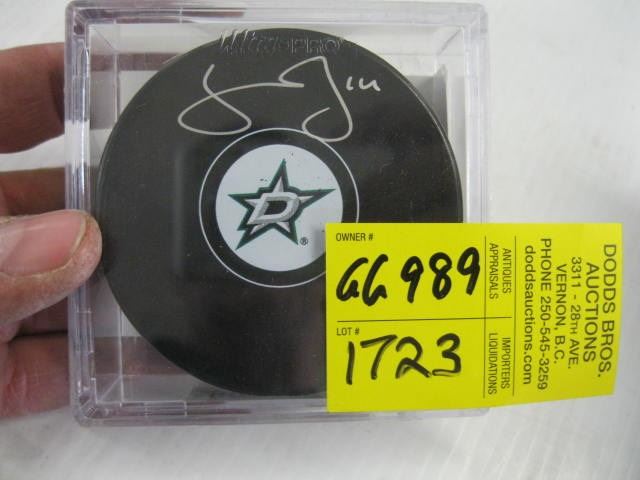 14
D
®
OWNER #
GG 989
LOT #
1723
ANTIQUES
APPRAISALS
IMPORTERS
LIQUIDATIONS
DODDS BROS.
AUCTIONS
3311 - 28TH AVE.
VERNON, B.C.
PHONE 250-545-3259
doddsauctions.com